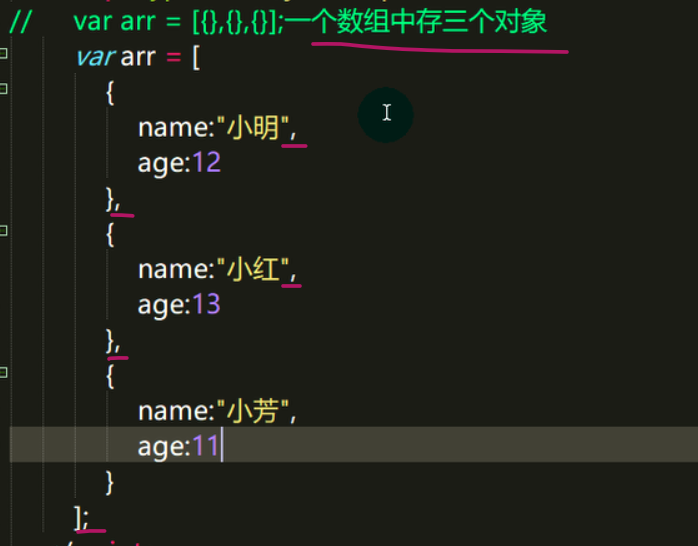 // var arr = [{},{},{}];一个数组中存三个对象
var arr = [
{
name:"小明",
age:12
},
{
name:"小红",
age:13
},
{
name:"小芳",
age:11
}
];